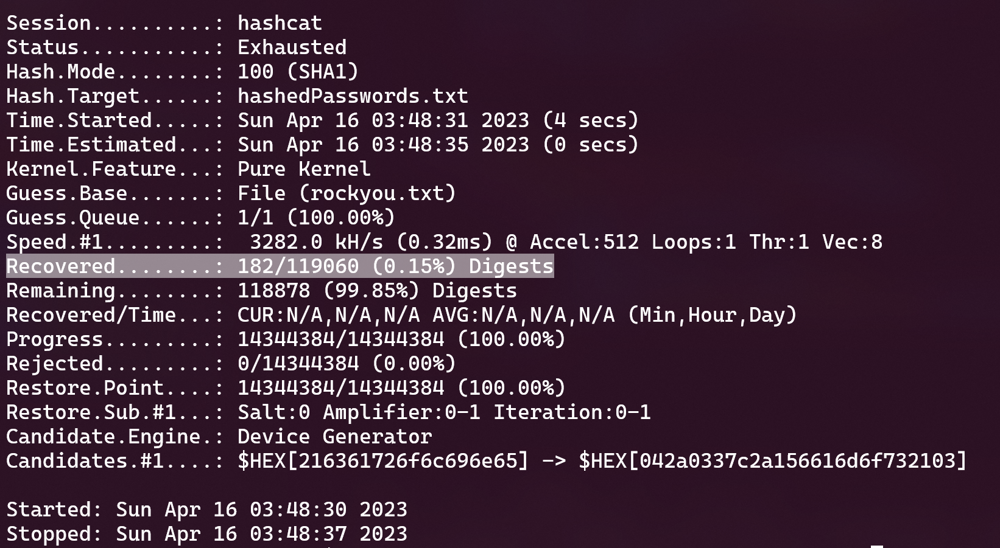 Session..........: hashcat
Status...........: Exhausted
Hash.Mode........: 100 (SHA1)
Hash.Target......: hashedPasswords.txt
Time.Started.....: Sun Apr 16 03:48:31 2023 (4 secs)
Time.Estimated...: Sun Apr 16 03:48:35 2023 (0 secs)
Kernel.Feature...: Pure Kernel
Guess.Base.......: File (rockyou.txt)
Guess.Queue......: 1/1 (100.00%)
Speed.#1.........:  3282.0 kH/s (0.32ms) @ Accel:512 Loops:1 Thr:1 Vec:8
Recovered........: 182/119060 (0.15%) Digests
Remaining........: 118878 (99.85%) Digests
Recovered/Time...: CUR:N/A,N/A,N/A AVG:N/A,N/A,N/A (Min,Hour,Day)
Progress.........: 14344384/14344384 (100.00%)
Rejected.........: 0/14344384 (0.00%)
Restore.Point....: 14344384/14344384 (100.00%)
Restore.Sub.#1...: Salt:0 Amplifier:0-1 Iteration:0-1
Candidate.Engine.: Device Generator
Candidates.#1....: $HEX[216361726f6c696e65] -> $HEX[042a0337c2a156616d6f732103]

Started: Sun Apr 16 03:48:30 2023
Stopped: Sun Apr 16 03:48:37 2023